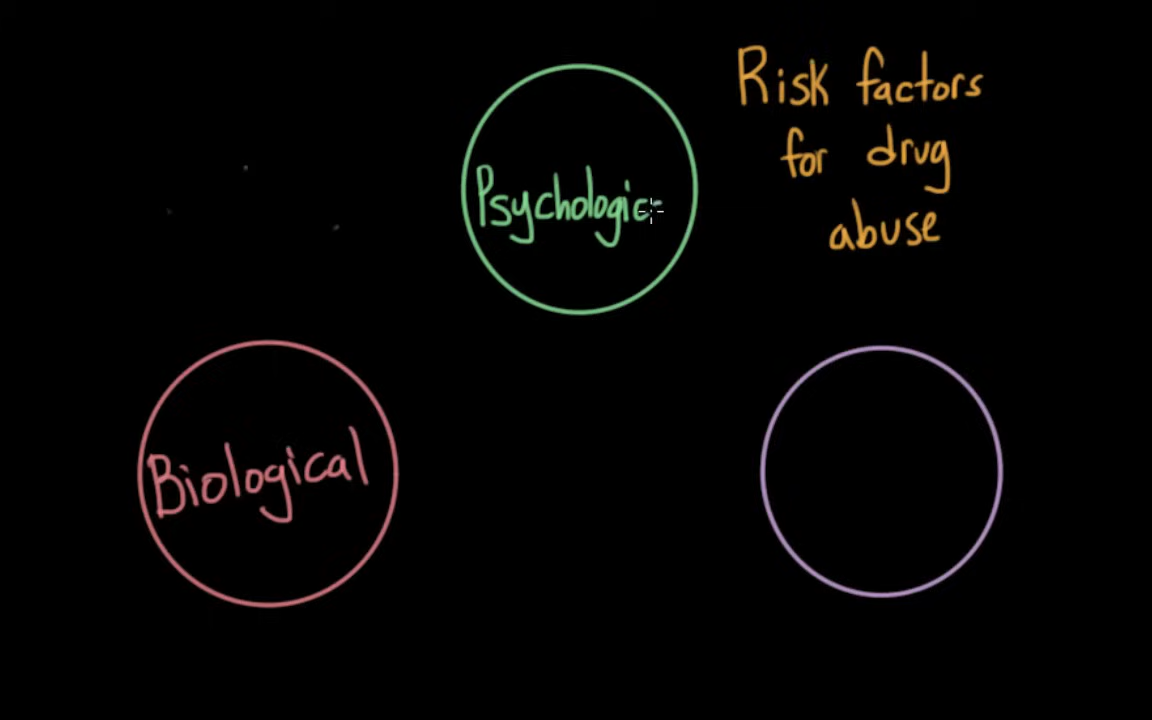 Risk factors
for drug
abuse
Psychologic
Biological